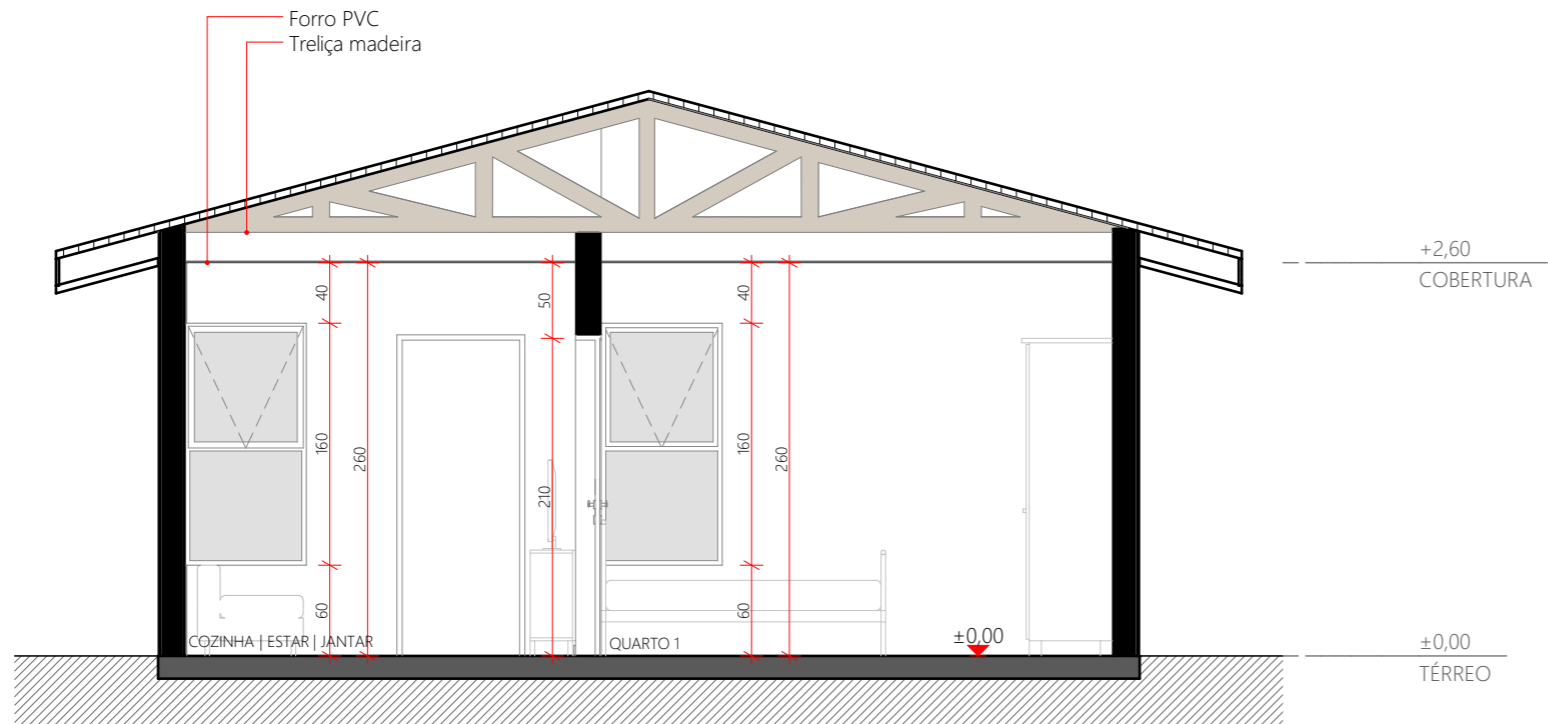 Forro PVC
Treliça madeira
+2,60
COBERTURA
40
50
40
160
260
210
160
260
60
60
COZINHA | ESTAR | JANTAR
QUARTO 1
±0,00
±0,00
TÉRREO